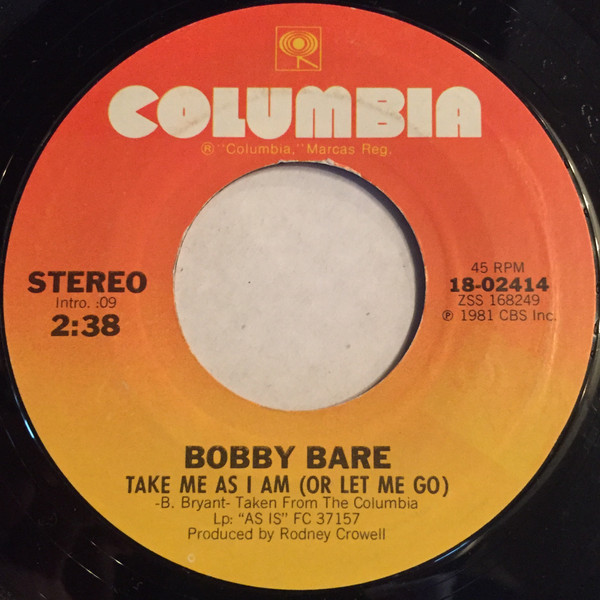 COLUMBIA
® "Columbia," Marcas Reg.
STEREO
Intro. :09
2:38
45 RPM
18-02414
ZSS 168249
℗ 1981 CBS Inc.
BOBBY BARE
TAKE ME AS I AM (OR LET ME GO)
-B. Bryant- Taken From The Columbia
Lp: "AS IS" FC 37157
Produced by Rodney Crowell